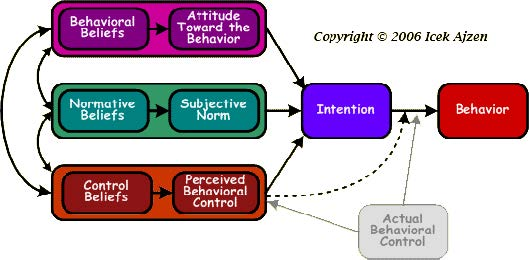 Behavioral
Beliefs
Attitude
Toward the
Behavior
Copyright © 2006 Icek Ajzen
Normative
Beliefs
Subjective
Norm
Intention
Behavior
Control
Beliefs
Perceived
Behavioral
Control
Actual
Behavioral
Control